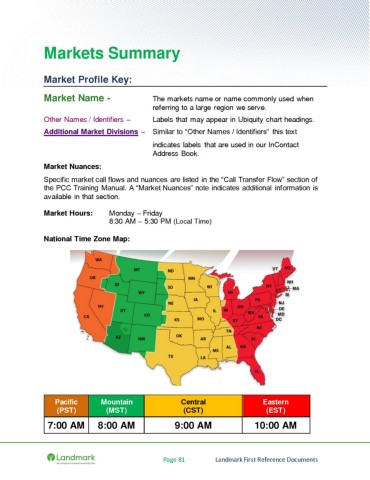 Markets Summary
Market Profile Key:
Market Name - The markets name or name commonly used when
referring to a large region we serve.
Other Names / Identifiers – Labels that may appear in Ubiquity chart headings.
Additional Market Divisions – Similar to “Other Names / Identifiers” this text
indicates labels that are used in our InContact
Address Book.
Market Nuances:
Specific market call flows and nuances are listed in the “Call Transfer Flow” section of
the PCC Training Manual. A “Market Nuances” note indicates additional information is
available in that section.
Market Hours: Monday – Friday
8:30 AM – 5:30 PM (Local Time)
National Time Zone Map:
WA
MT
ND
MN
VT
ME
OR
ID
SD
WI
MI
NY
NH
MA
RI
WY
NE
IA
PA
NJ
DE
MD
DC
NV
UT
CO
IL
IN
OH
WV
VA
CA
KS
MO
KY
NC
AZ
NM
OK
AR
TN
SC
MS
AL
GA
TX
LA
FL
Pacific Mountain Central Eastern
(PST) (MST) (CST) (EST)
7:00 AM 8:00 AM 9:00 AM 10:00 AM
Landmark Page 81 Landmark First Reference Documents